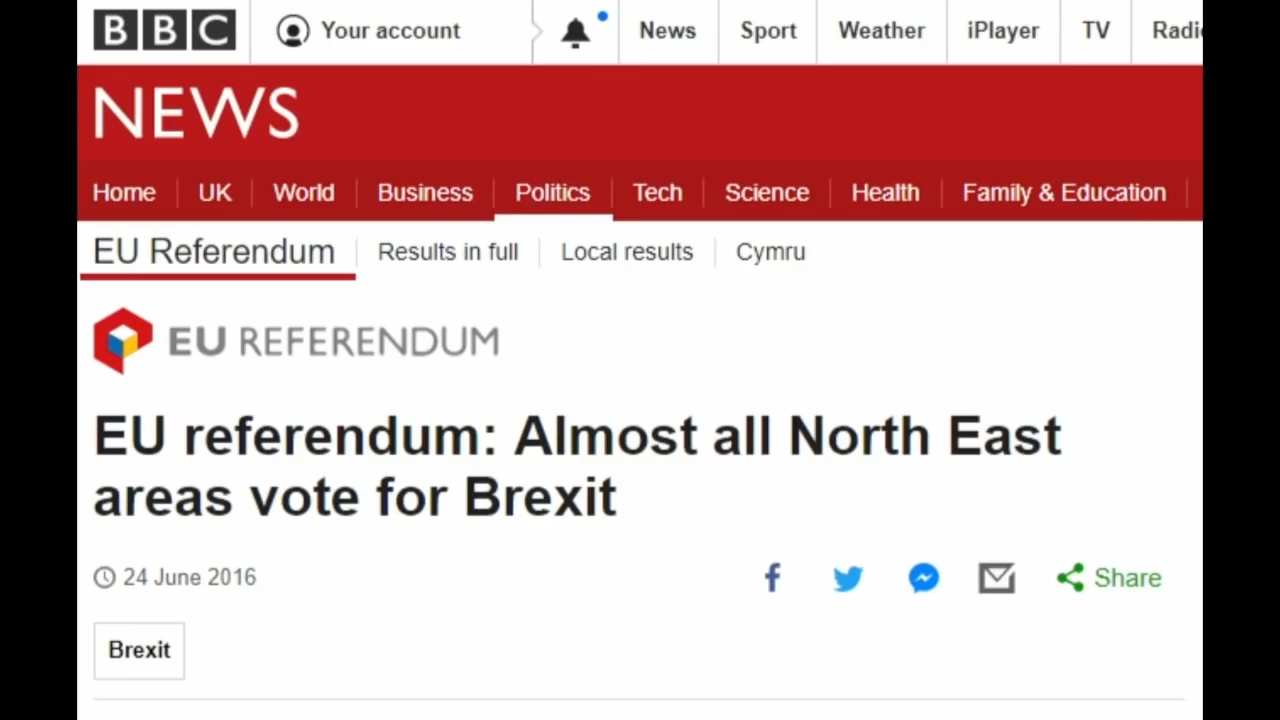 BBC Your account News Sport Weather iPlayer TV
NEWS
Home UK World Business Politics Tech Science Health Family & Education
EU Referendum Results in full Local results Cymru
EU REFERENDUM
EU referendum: Almost all North East
areas vote for Brexit
24 June 2016 Share
Brexit